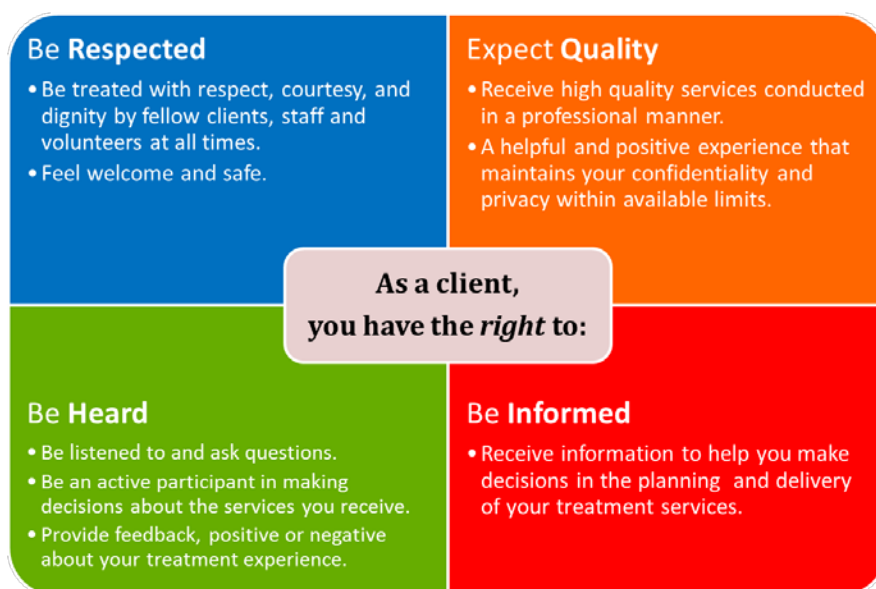 Be Respected
• Be treated with respect, courtesy, and
dignity by fellow clients, staff and
volunteers at all times.
• Feel welcome and safe.
Expect Quality
• Receive high quality services conducted
in a professional manner.
• A helpful and positive experience that
maintains your confidentiality and
privacy within available limits.
As a client,
you have the right to:
Be Heard
• Be listened to and ask questions.
• Be an active participant in making
decisions about the services you receive.
• Provide feedback, positive or negative
about your treatment experience.
Be Informed
• Receive information to help you make
decisions in the planning and delivery
of your treatment services.